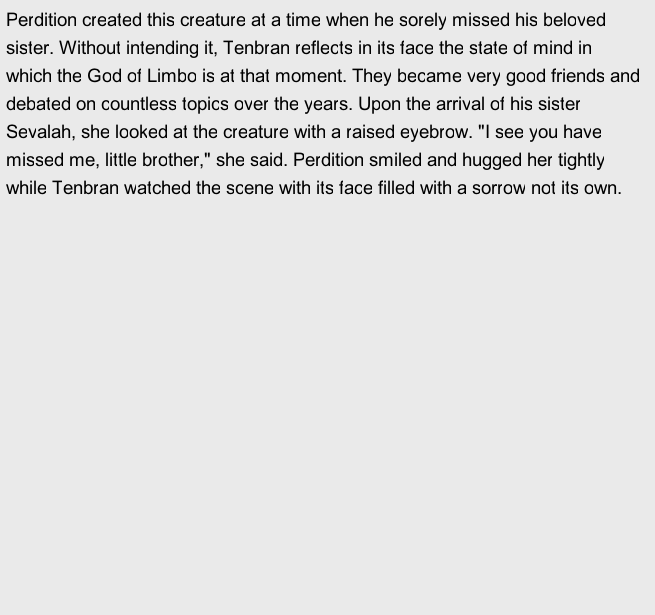 Perdition created this creature at a time when he sorely missed his beloved
sister. Without intending it, Tenbran reflects in its face the state of mind in
which the God of Limbo is at that moment. They became very good friends and
debated on countless topics over the years. Upon the arrival of his sister
Sevalah, she looked at the creature with a raised eyebrow. "I see you have
missed me, little brother," she said. Perdition smiled and hugged her tightly
while Tenbran watched the scene with its face filled with a sorrow not its own.